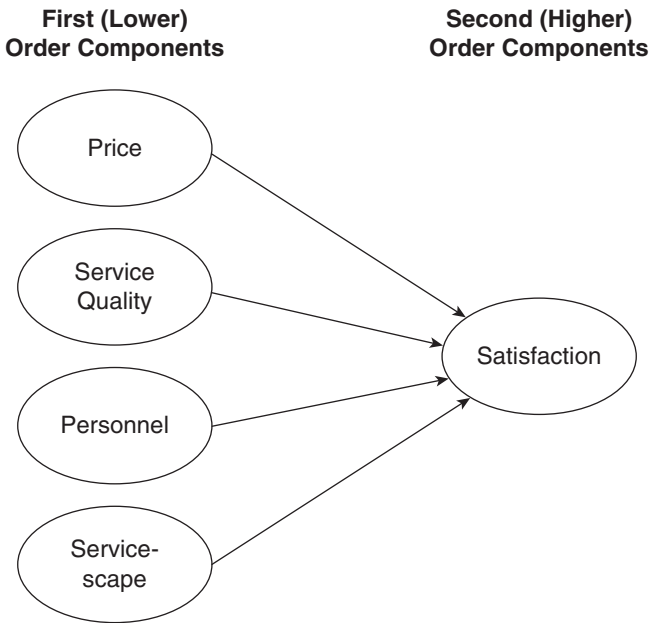 First (Lower)
Order Components
Second (Higher)
Order Components
Price
Service
Quality
Satisfaction
Personnel
Service-
scape